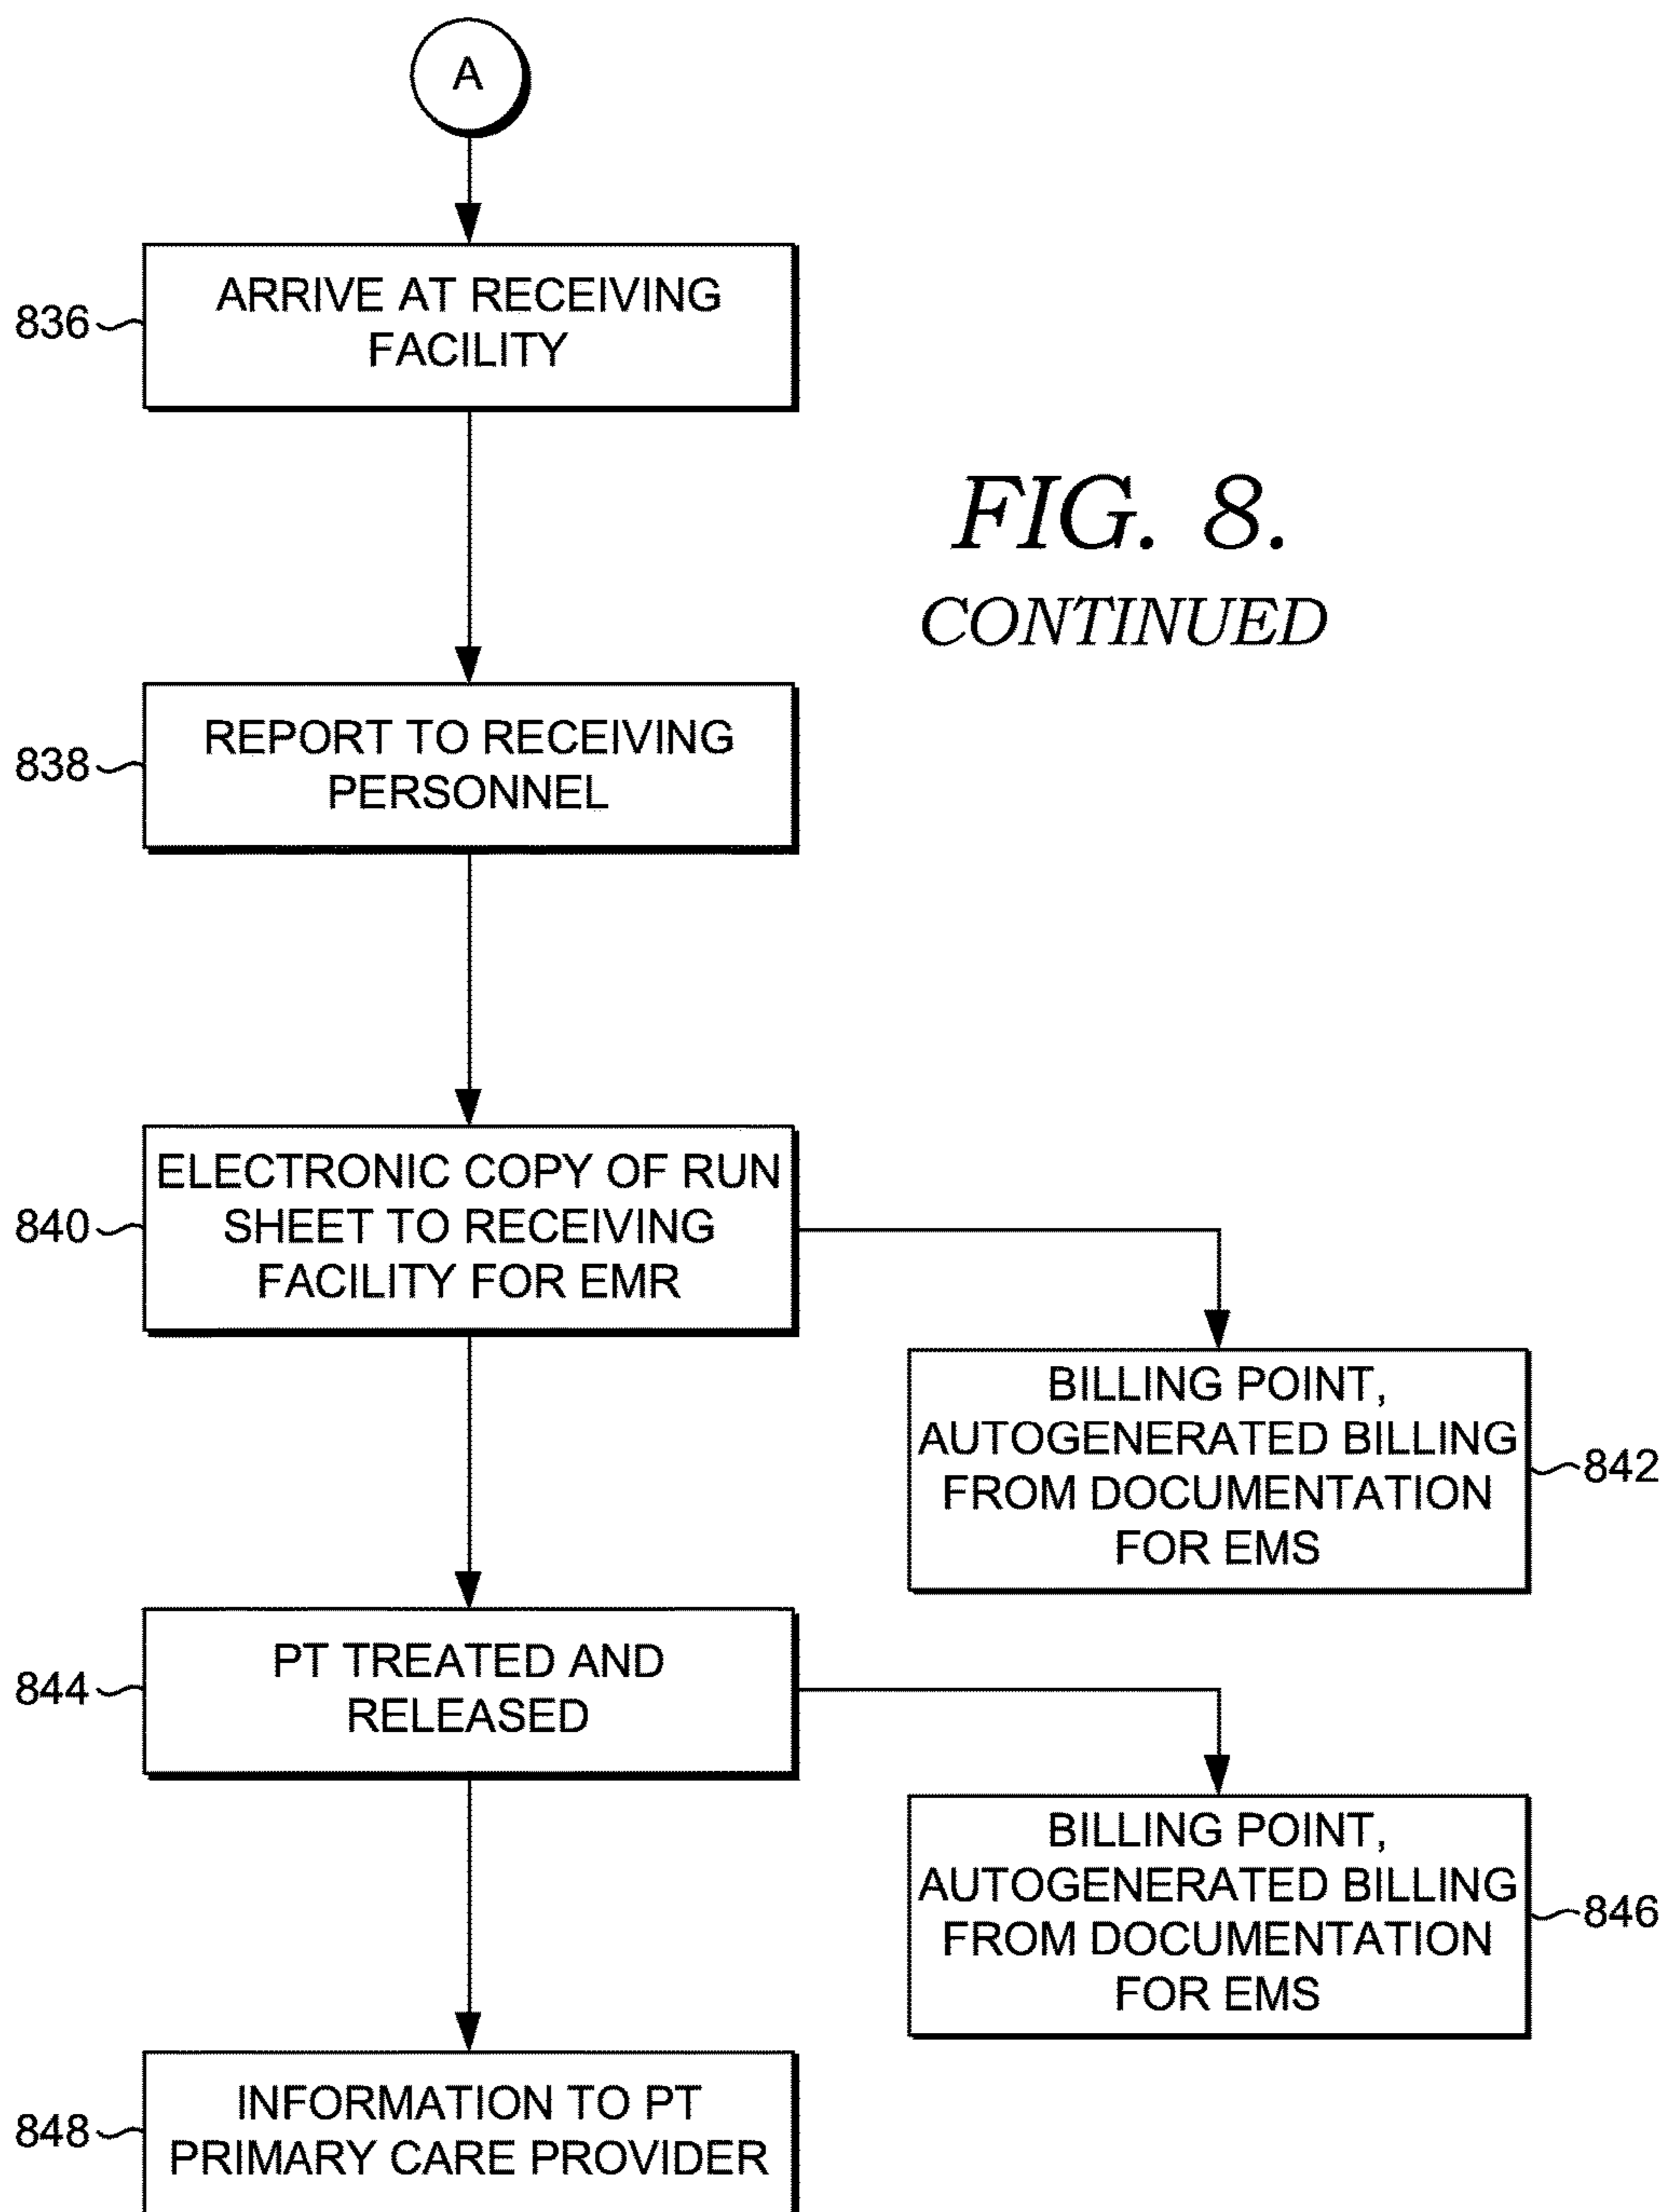 A
836
ARRIVE AT RECEIVING
FACILITY
FIG. 8.
CONTINUED
838
REPORT TO RECEIVING
PERSONNEL
840
ELECTRONIC COPY OF RUN
SHEET TO RECEIVING
FACILITY FOR EMR
BILLING POINT,
AUTOGENERATED BILLING
FROM DOCUMENTATION
FOR EMS
842
844
PT TREATED AND
RELEASED
BILLING POINT,
AUTOGENERATED BILLING
FROM DOCUMENTATION
FOR EMS
846
848
INFORMATION TO PT
PRIMARY CARE PROVIDER